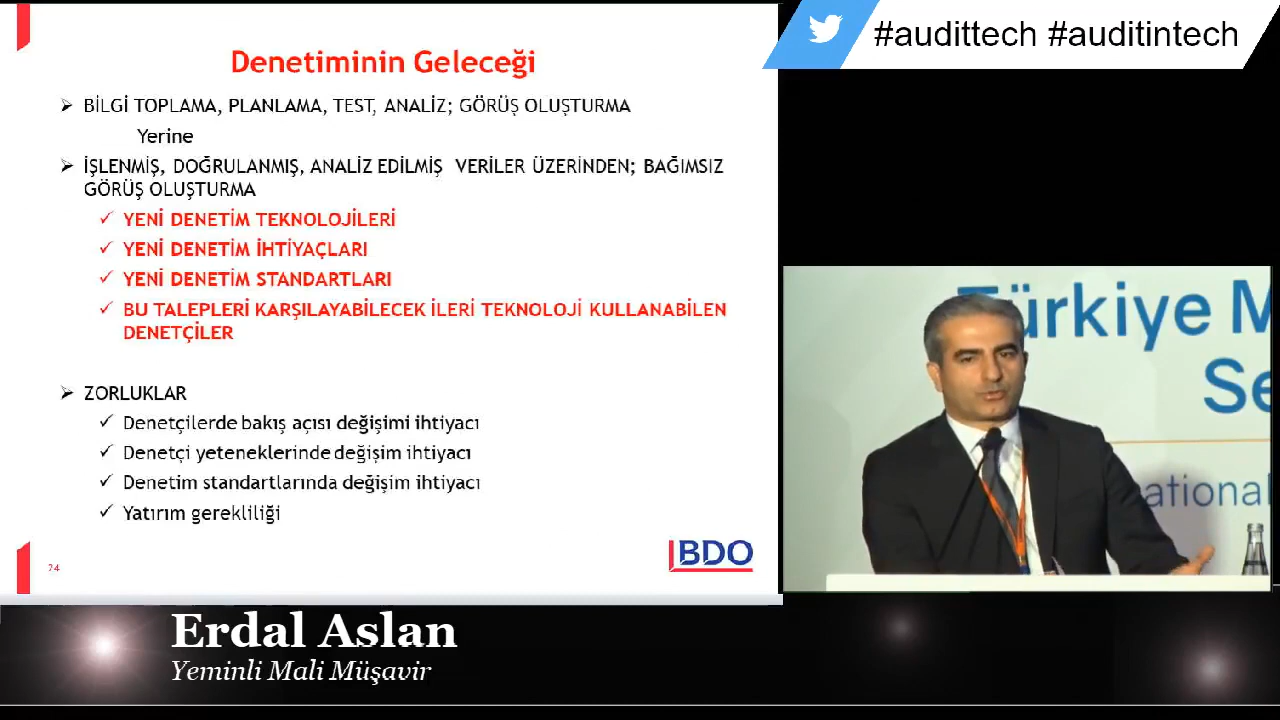 Denetiminin Geleceği
BİLGİ TOPLAMA, PLANLAMA, TEST, ANALİZ; GÖRÜŞ OLUŞTURMA
Yerine
İŞLENMİŞ, DOĞRULANMIŞ, ANALİZ EDİLMİŞ VERİLER ÜZERİNDEN; BAĞIMSIZ
GÖRÜŞ OLUŞTURMA
YENİ DENETİM TEKNOLOJİLERİ
YENİ DENETİM İHTİYAÇLARI
YENİ DENETİM STANDARTLARI
BU TALEPLERİ KARŞILAYABİLECEK İLERİ TEKNOLOJİ KULLANABİLEN
DENETÇİLER
ZORLUKLAR
Denetçilerde bakış açısı değişimi ihtiyacı
Denetçi yeteneklerinde değişim ihtiyacı
Denetim standartlarında değişim ihtiyacı
Yatırım gerekliliği
24
BDO
#audittech #auditintech
Türkiye M
Se
ational
Erdal Aslan
Yeminli Mali Müşavir